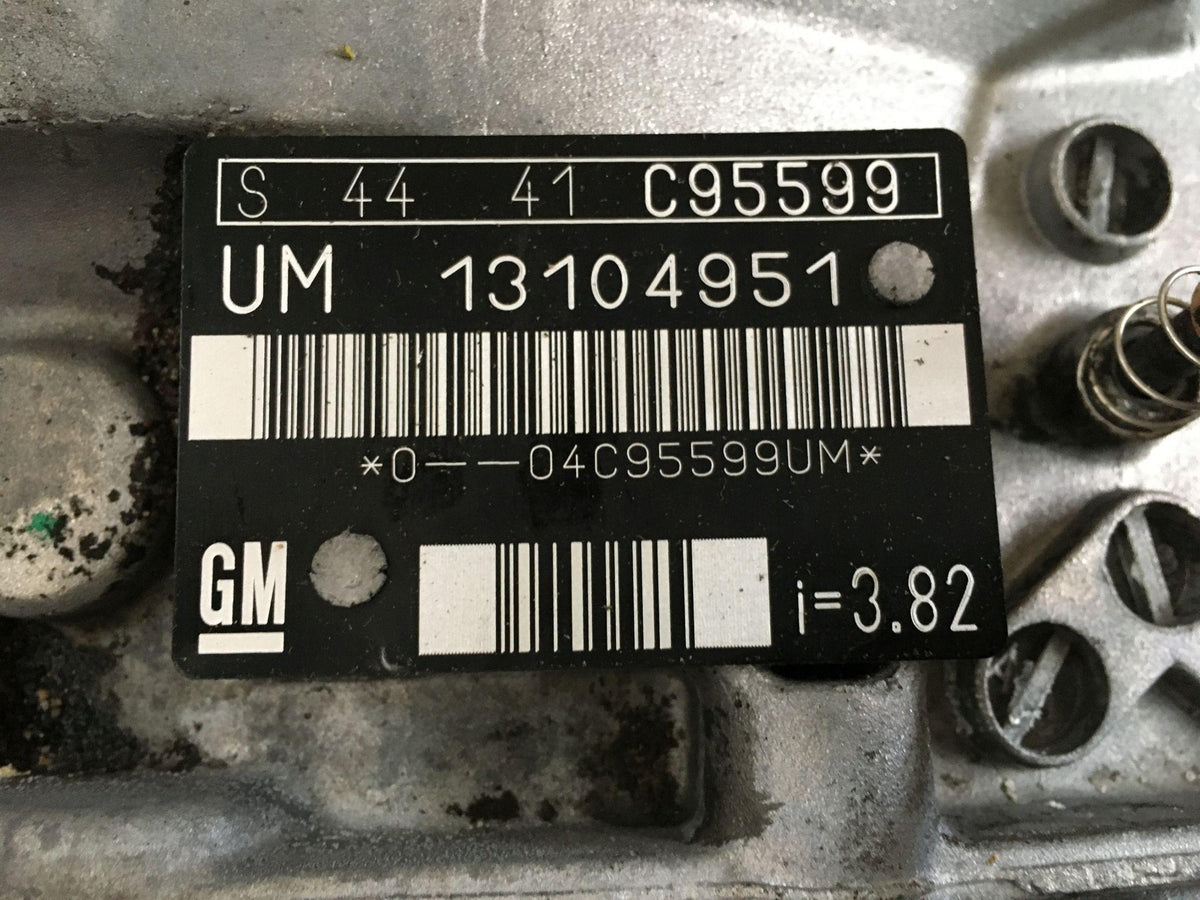 S 44 41 C95599
UM 13104951
*0——04C95599UM*
GM i=3.82